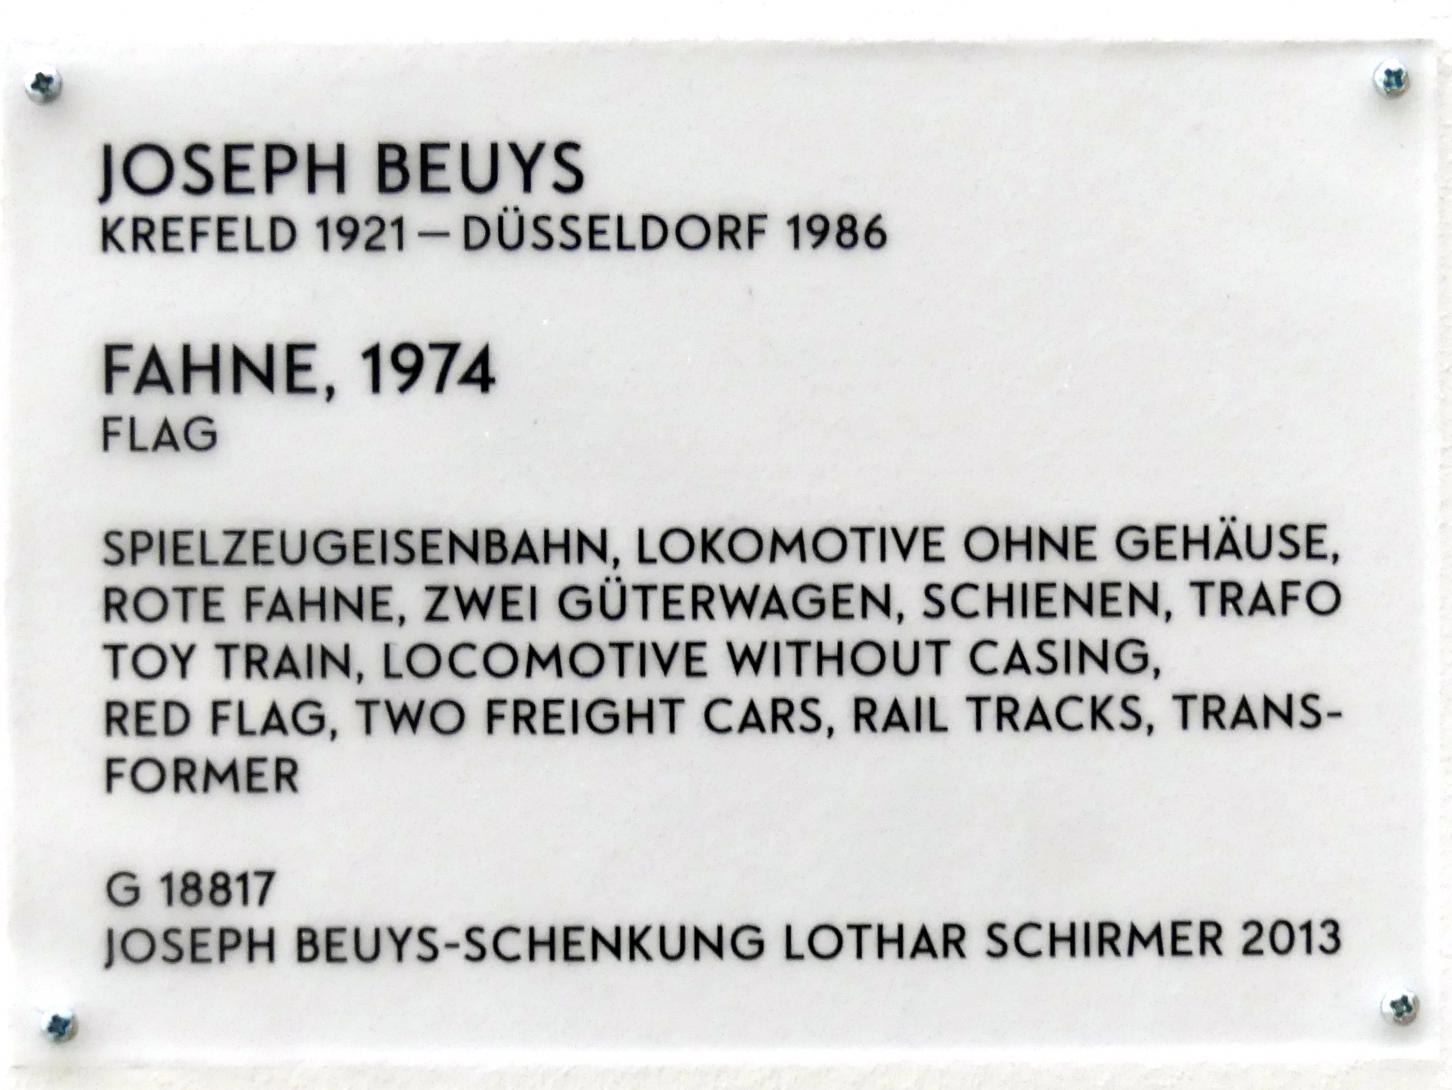 JOSEPH BEUYS
KREFELD 1921 – DÜSSELDORF 1986
FAHNE, 1974
FLAG
SPIELZEUGEISENBAHN, LOKOMOTIVE OHNE GEHÄUSE,
ROTE FAHNE, ZWEI GÜTERWAGEN, SCHIENEN, TRAFO
TOY TRAIN, LOCOMOTIVE WITHOUT CASING,
RED FLAG, TWO FREIGHT CARS, RAIL TRACKS, TRANS-
FORMER
G 18817
JOSEPH BEUYS-SCHENKUNG LOTHAR SCHIRMER 2013